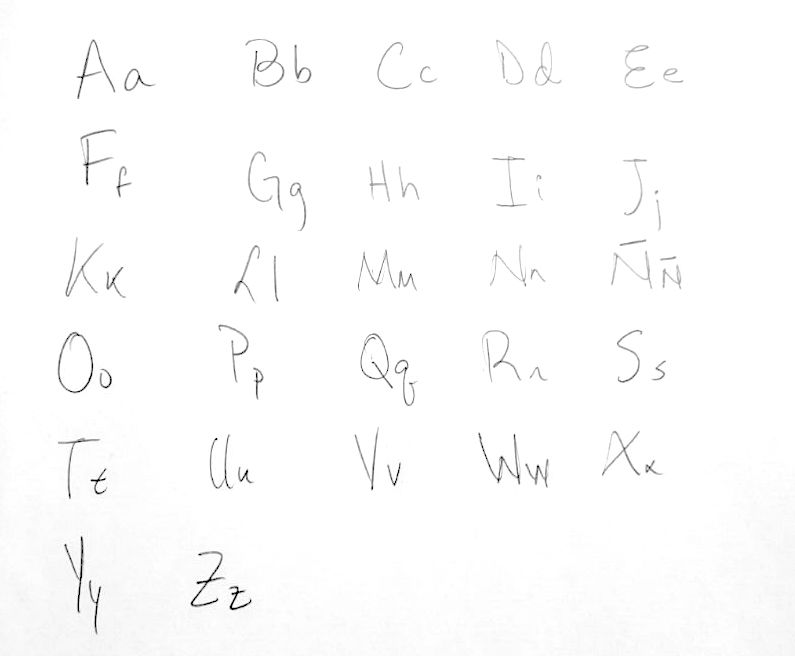 Aa Bb Cc Dd Ee
Ff Gg Hh Ii Jj
Kk Ll Mm Nn Ññ
Oo Pp Qq Rr Ss
Tt Uu Vv Ww Xx
Yy Zz